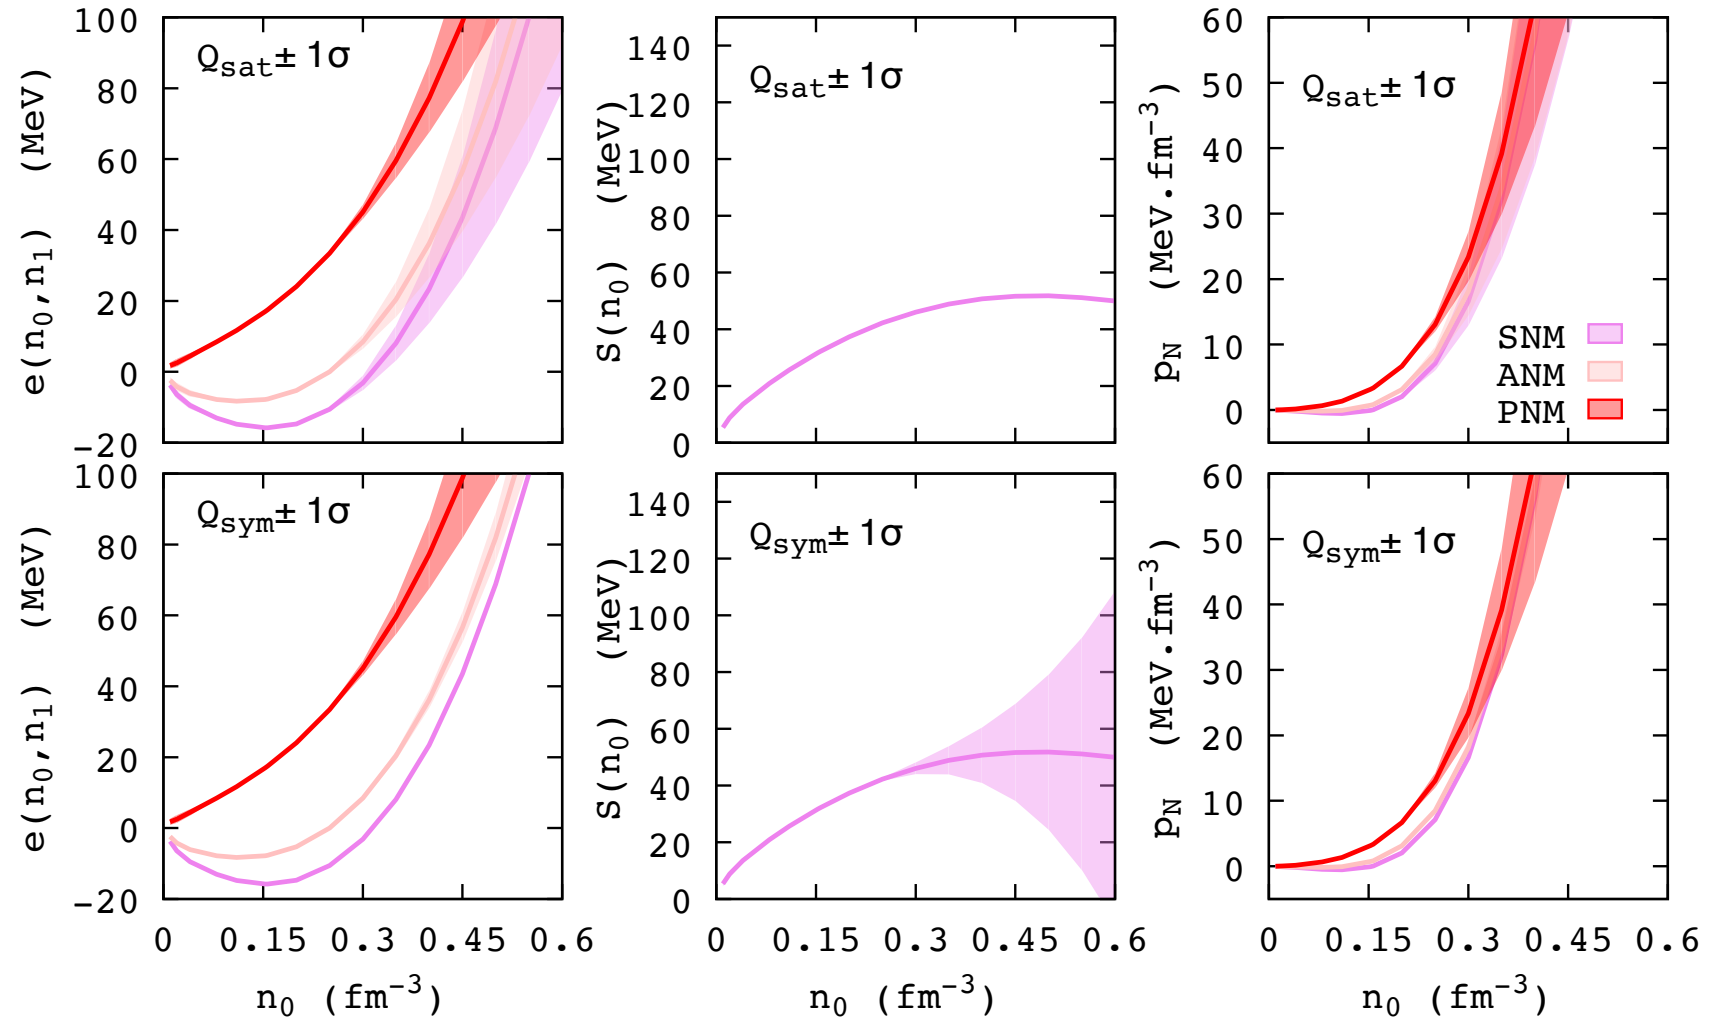 100
80
60
40
20
0
-20
e(n0,n1) (MeV)
Qsat± 1σ
140
120
100
80
60
40
20
0
S(n0) (MeV)
Qsat± 1σ
60
50
40
30
20
10
0
pN (MeV.fm-3)
Qsat± 1σ
SNM
ANM
PNM
100
80
60
40
20
0
-20
e(n0,n1) (MeV)
Qsym± 1σ
0 0.15 0.3 0.45 0.6
n0 (fm-3)
140
120
100
80
60
40
20
0
S(n0) (MeV)
Qsym± 1σ
0 0.15 0.3 0.45 0.6
n0 (fm-3)
60
50
40
30
20
10
0
pN (MeV.fm-3)
Qsym± 1σ
0 0.15 0.3 0.45 0.6
n0 (fm-3)